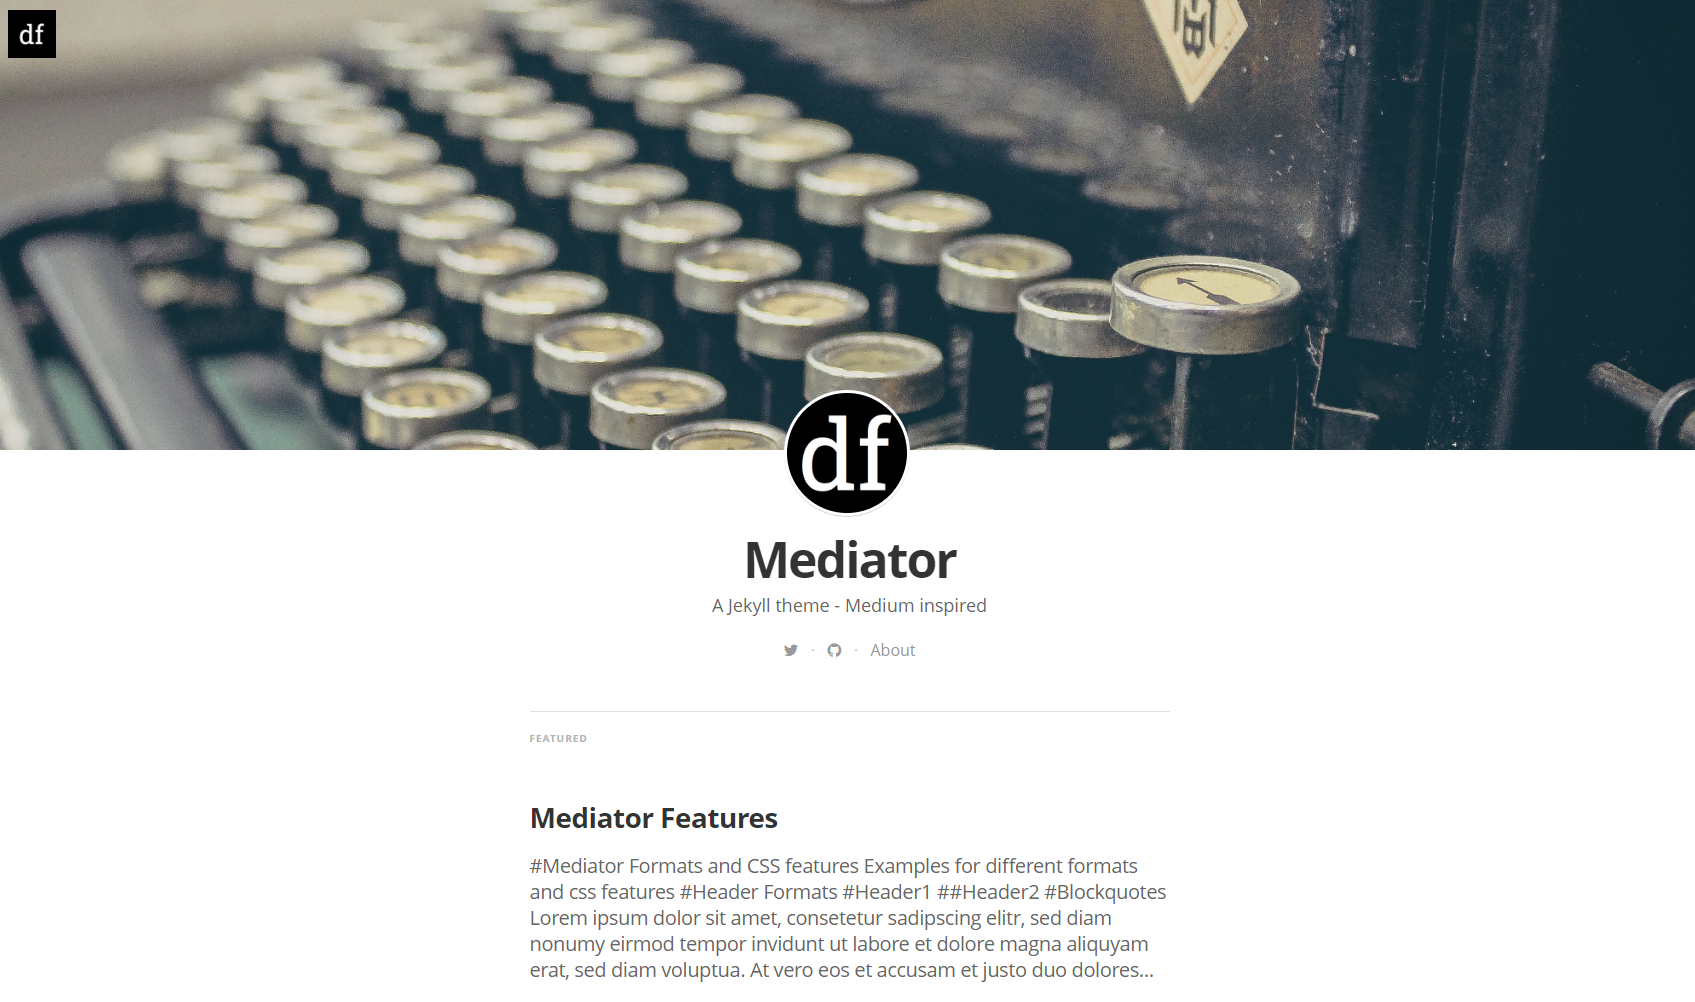 df
df
Mediator
A Jekyll theme - Medium inspired
· · About
FEATURED
Mediator Features
#Mediator Formats and CSS features Examples for different formats
and css features #Header Formats #Header1 ##Header2 #Blockquotes
Lorem ipsum dolor sit amet, consetetur sadipscing elitr, sed diam
nonumy eirmod tempor invidunt ut labore et dolore magna aliquyam
erat, sed diam voluptua. At vero eos et accusam et justo duo dolores...